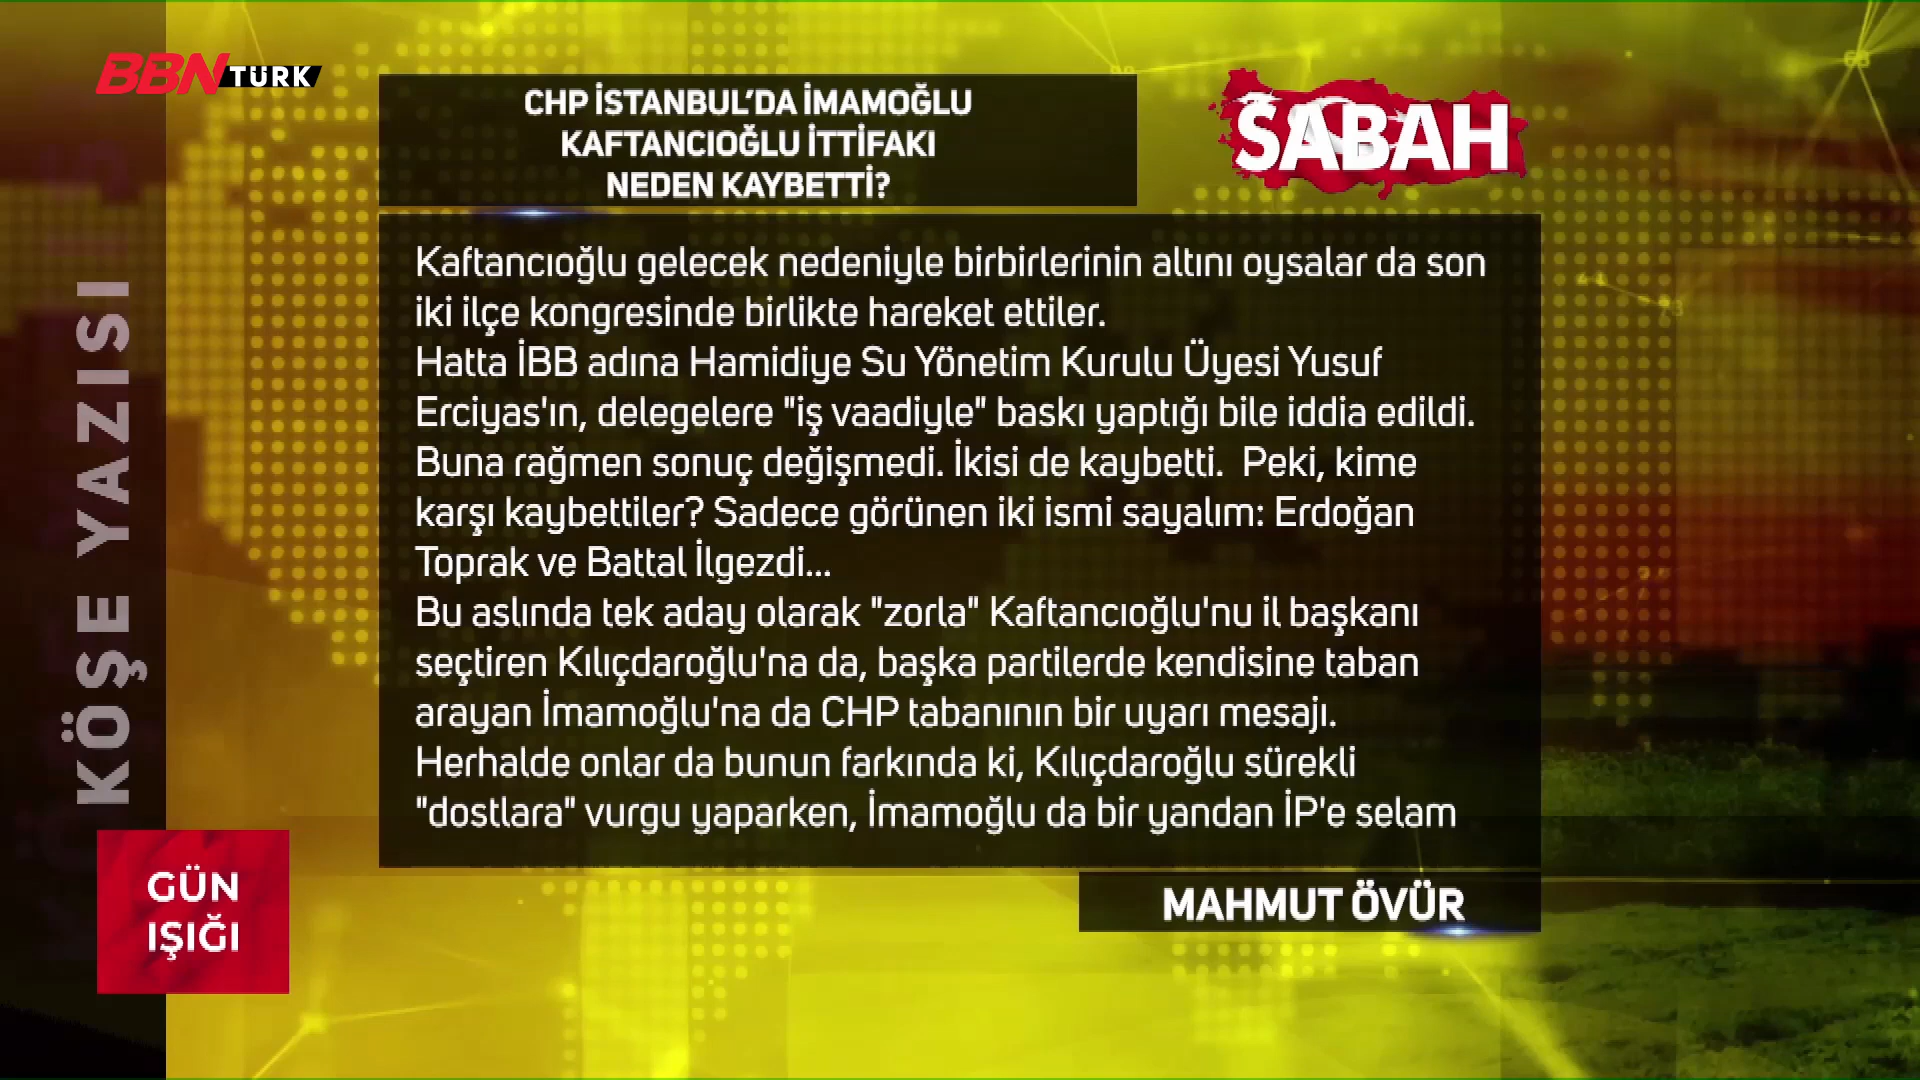 BBN TURK
CHP İSTANBUL'DA İMAMOĞLU
KAFTANCIOĞLU İTTİFAKI
NEDEN KAYBETTİ?
SABAH
Kaftancıoğlu gelecek nedeniyle birbirlerinin altını oysalar da son
iki ilçe kongresinde birlikte hareket ettiler.
Hatta İBB adına Hamidiye Su Yönetim Kurulu Üyesi Yusuf
Erciyas'ın, delegelere "iş vaadiyle" baskı yaptığı bile iddia edildi.
Buna rağmen sonuç değişmedi. İkisi de kaybetti.  Peki, kime
karşı kaybettiler? Sadece görünen iki ismi sayalım: Erdoğan
Toprak ve Battal İlgezdi...
Bu aslında tek aday olarak "zorla" Kaftancıoğlu'nu il başkanı
seçtiren Kılıçdaroğlu'na da, başka partilerde kendisine taban
arayan İmamoğlu'na da CHP tabanının bir uyarı mesajı.
Herhalde onlar da bunun farkında ki, Kılıçdaroğlu sürekli
"dostlara" vurgu yaparken, İmamoğlu da bir yandan İP'e selam
MAHMUT ÖVÜR
KÖŞE YAZISI
GÜN
IŞIĞI